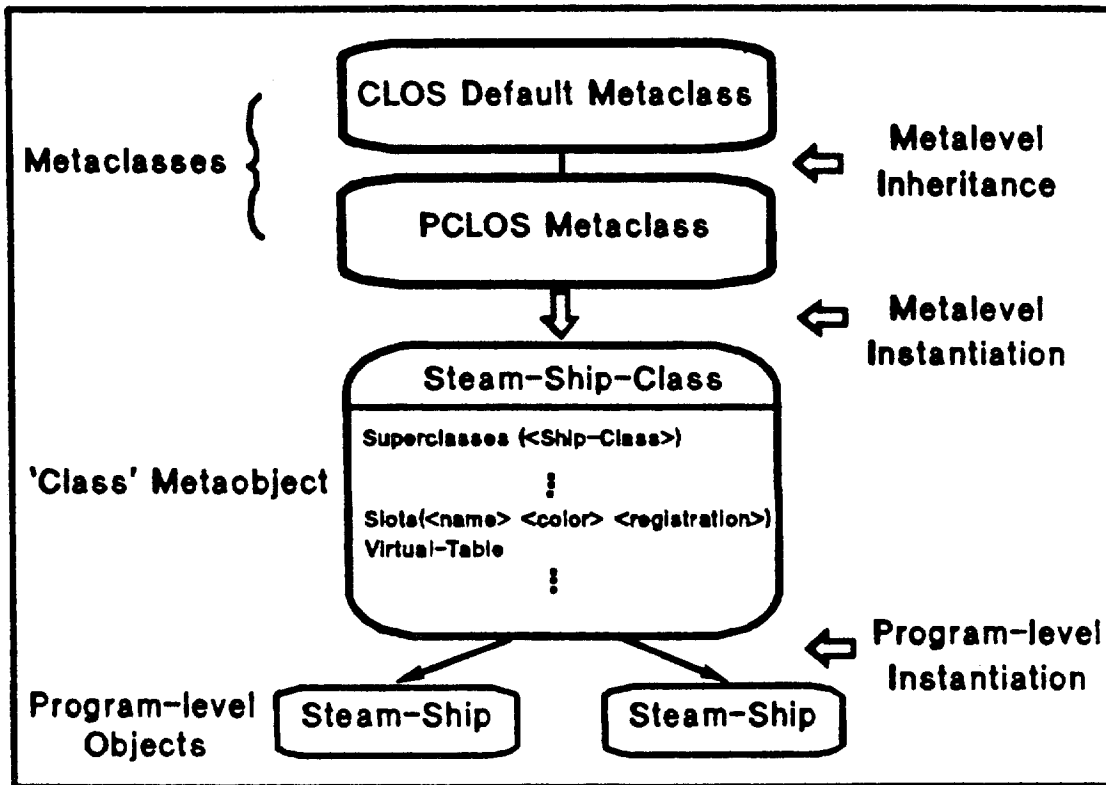 CLOS Default Metaclass
Metaclasses
Metalevel
Inheritance
PCLOS Metaclass
Metalevel
Instantiation
Steam-Ship-Class
Superclasses (<Ship-Class>)
'Class' Metaobject
Slots(<name> <color> <registration>)
Virtual-Table
Program-level
Instantiation
Program-level
Objects
Steam-Ship
Steam-Ship